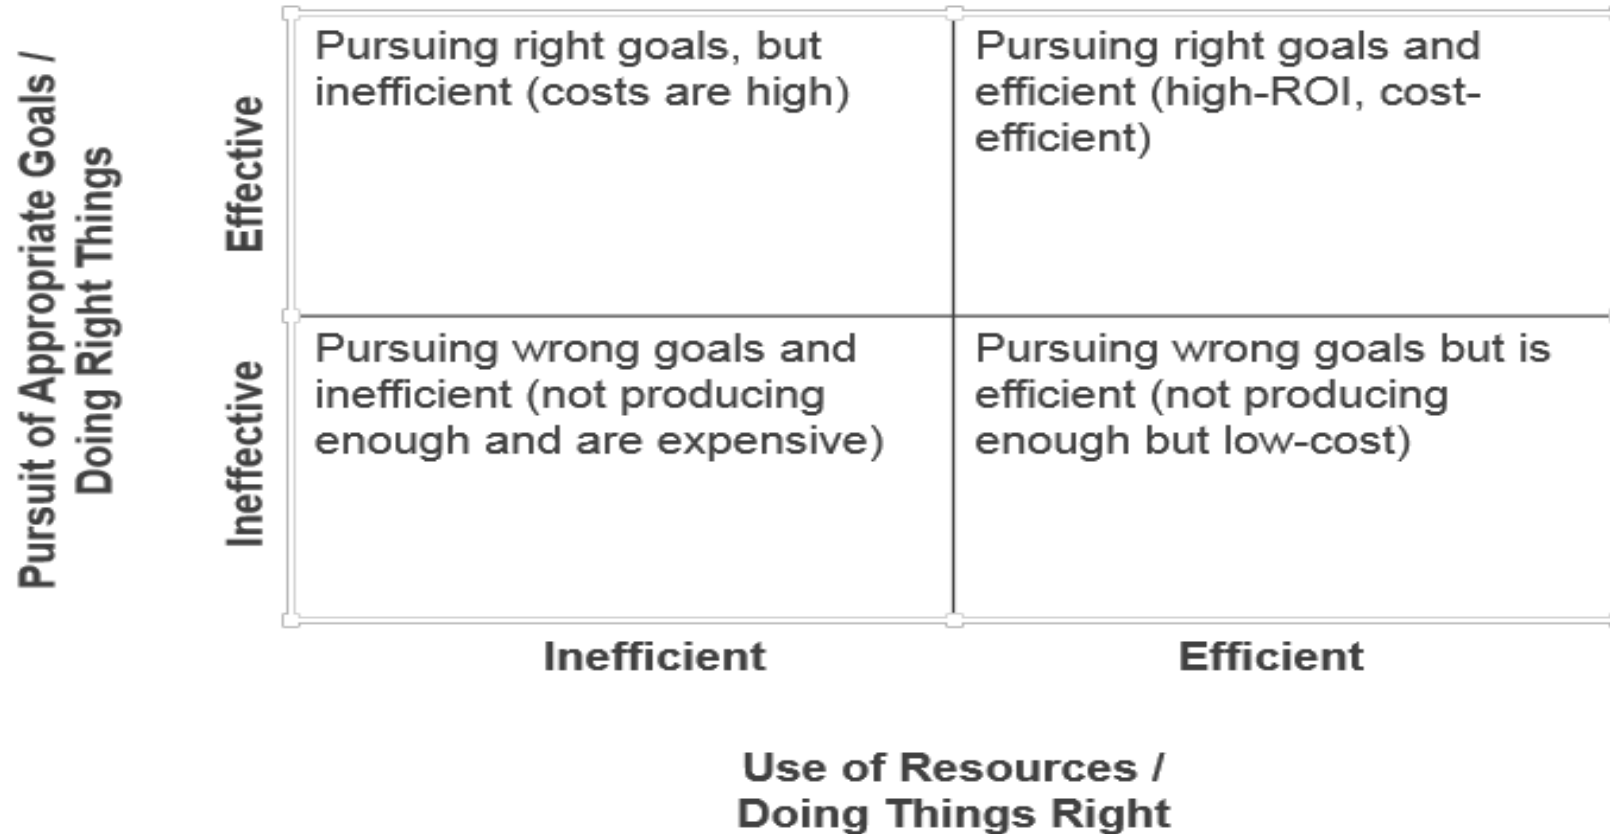 Pursuit of Appropriate Goals /
Doing Right Things
Effective
Pursuing right goals, but
inefficient (costs are high)
Pursuing right goals and
efficient (high-ROI, cost-
efficient)
Ineffective
Pursuing wrong goals and
inefficient (not producing
enough and are expensive)
Pursuing wrong goals but is
efficient (not producing
enough but low-cost)
Inefficient
Efficient
Use of Resources /
Doing Things Right